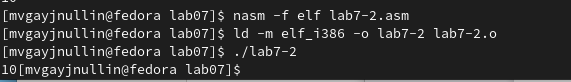 [mvgayjnullin@fedora lab07]$ nasm -f elf lab7-2.asm
[mvgayjnullin@fedora lab07]$ ld -m elf_i386 -o lab7-2 lab7-2.o
[mvgayjnullin@fedora lab07]$ ./lab7-2
10[mvgayjnullin@fedora lab07]$